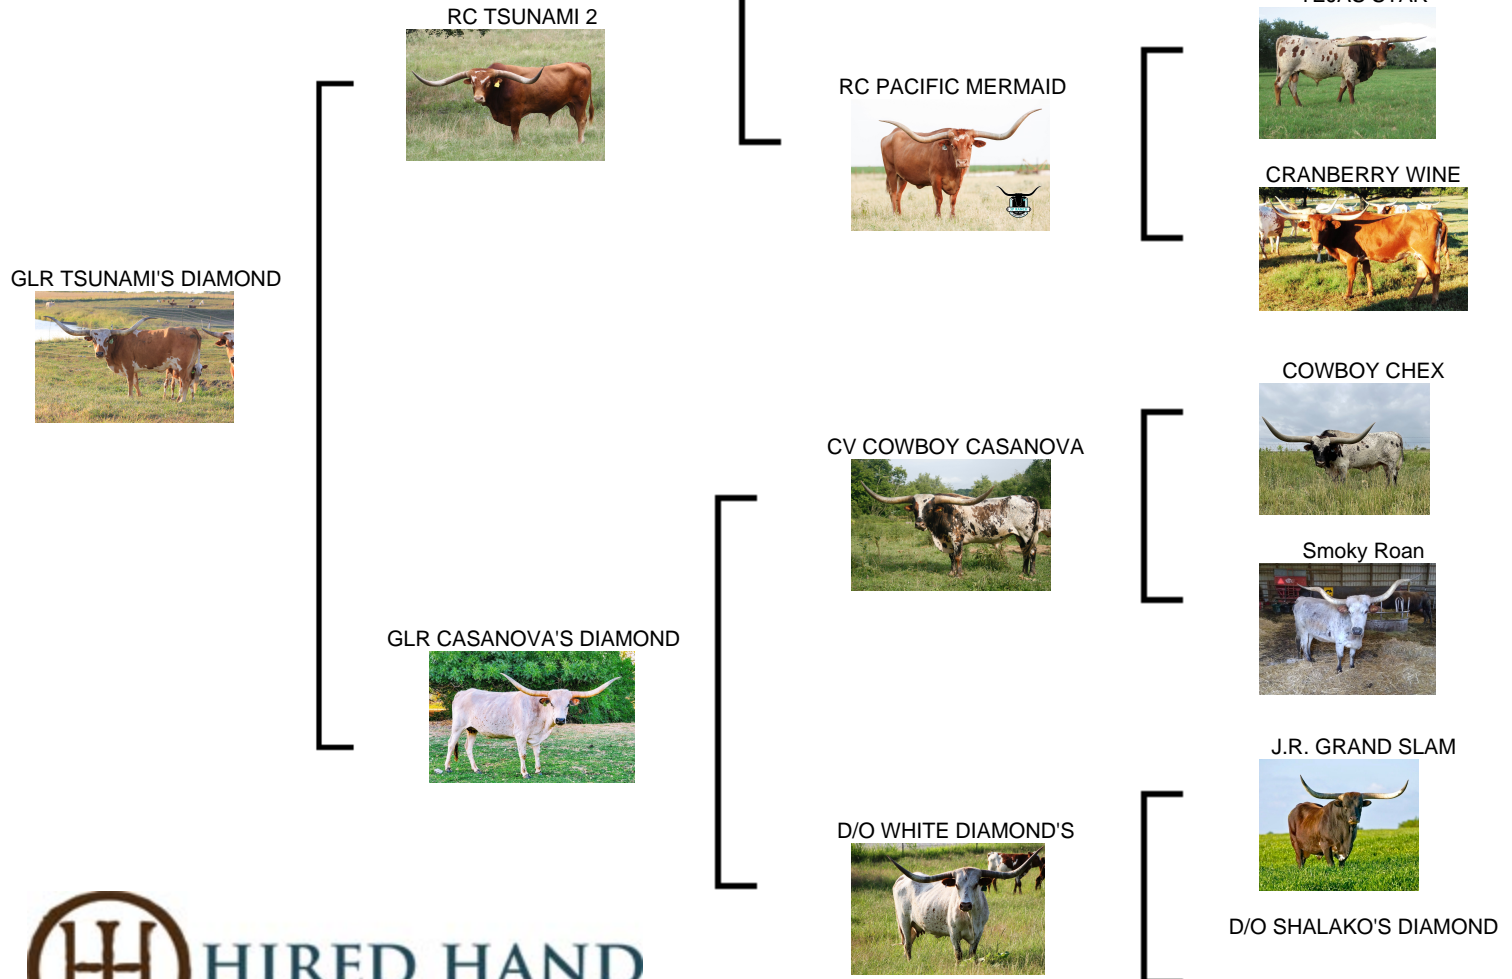 RC TSUNAMI 2
RC PACIFIC MERMAID
CRANBERRY WINE
GLR TSUNAMI'S DIAMOND
COWBOY CHEX
CV COWBOY CASANOVA
Smoky Roan
GLR CASANOVA'S DIAMOND
J.R. GRAND SLAM
D/O WHITE DIAMOND'S
D/O SHALAKO'S DIAMOND
HIRED HAND